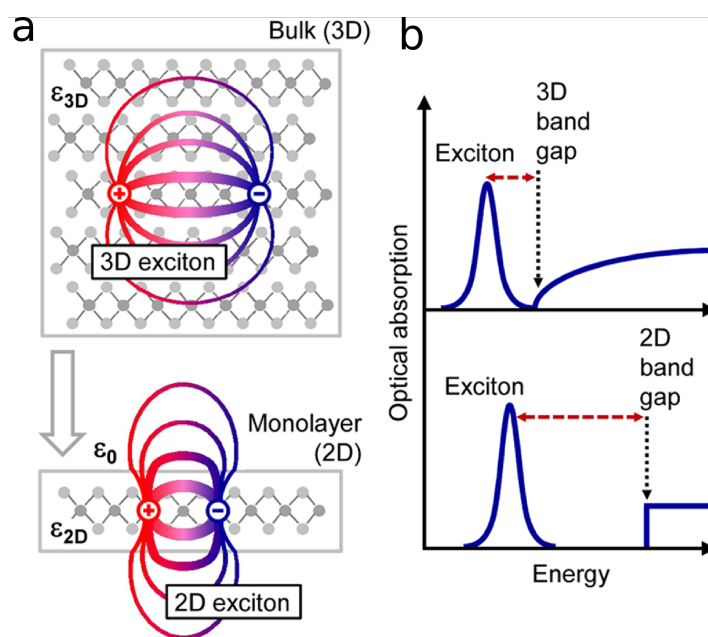 a
Bulk (3D)
ε3D
+
−
3D exciton
Monolayer
(2D)
ε0
ε2D
+
−
2D exciton
b
3D
band
gap
Exciton
Optical absorption
2D
band
gap
Exciton
Energy